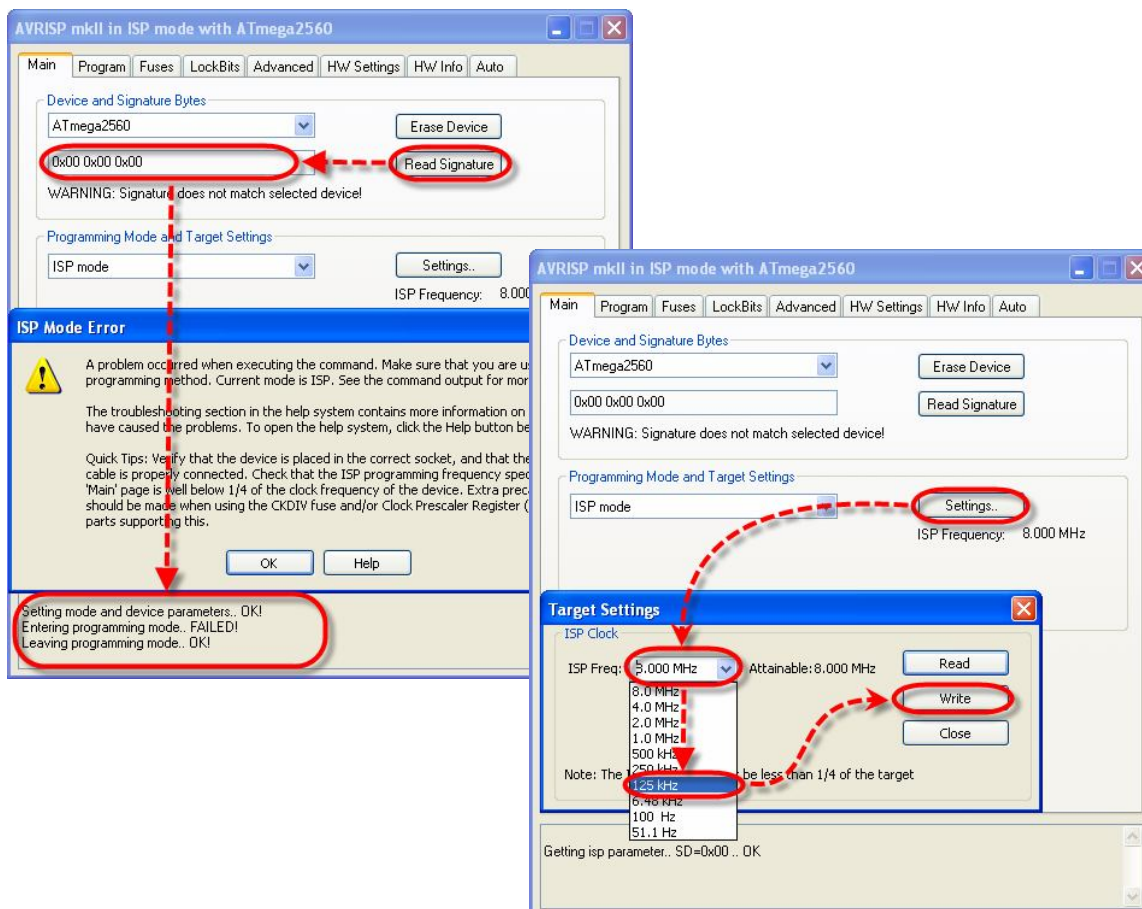 AVRISP mkII in ISP mode with ATmega2560
Main Program Fuses LockBits Advanced HW Settings HW Info Auto
Device and Signature Bytes
ATmega2560 Erase Device
0x00 0x00 0x00 Read Signature
WARNING: Signature does not match selected device!
Programming Mode and Target Settings
ISP mode Settings..
ISP Frequency: 8.000
ISP Mode Error
A problem occurred when executing the command. Make sure that you are
programming method. Current mode is ISP. See the command output for
The troubleshooting section in the help system contains more information on
have caused the problems. To open the help system, click the Help button
Quick Tips: Verify that the device is placed in the correct socket, and that the
cable is properly connected. Check that the ISP programming frequency
'Main' page is well below 1/4 of the clock frequency of the device. Extra
should be made when using the CKDIV fuse and/or Clock Prescaler Register (
parts supporting this.
OK Help
Setting mode and device parameters.. OK!
Entering programming mode.. FAILED!
Leaving programming mode.. OK!
AVRISP mkII in ISP mode with ATmega2560
Main Program Fuses LockBits Advanced HW Settings HW Info Auto
Device and Signature Bytes
ATmega2560 Erase Device
0x00 0x00 0x00 Read Signature
WARNING: Signature does not match selected device!
Programming Mode and Target Settings
ISP mode Settings..
ISP Frequency: 8.000 MHz
Target Settings
ISP Clock
ISP Freq: 8.000 MHz Attainable: 8.000 MHz Read
8.0 MHz
4.0 MHz Write
2.0 MHz
1.0 MHz Close
500 kHz
250 kHz
Note: The be less than 1/4 of the target
125 kHz
6.48 kHz
100 Hz
51.1 Hz
Getting isp parameter.. SD=0x00 .. OK